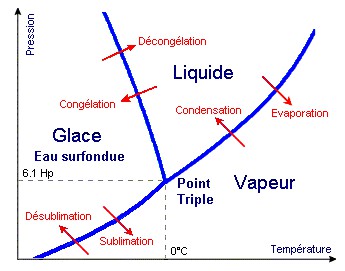 Pression
Décongélation
Liquide
Congélation
Condensation
Evaporation
Glace
Eau surfondue
6.1 Hp
Point
Triple
Vapeur
Désublimation
Sublimation
0°C
Température